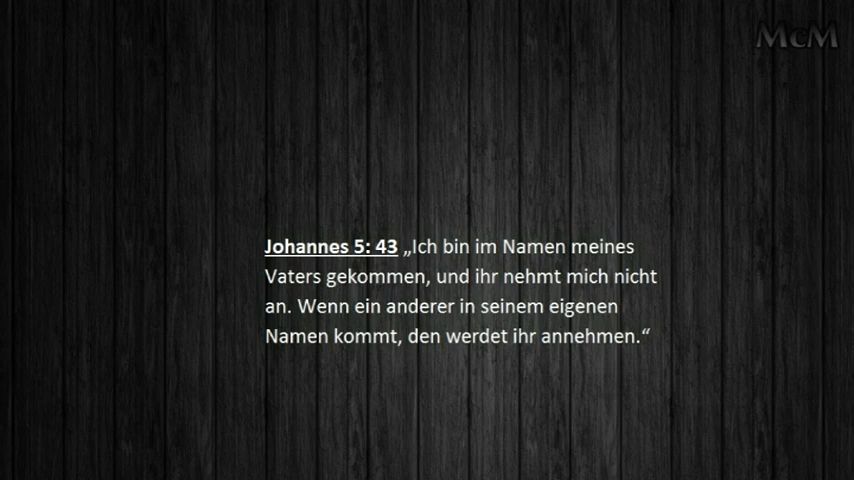 McM
Johannes 5: 43 „Ich bin im Namen meines
Vaters gekommen, und ihr nehmt mich nicht
an. Wenn ein anderer in seinem eigenen
Namen kommt, den werdet ihr annehmen.“